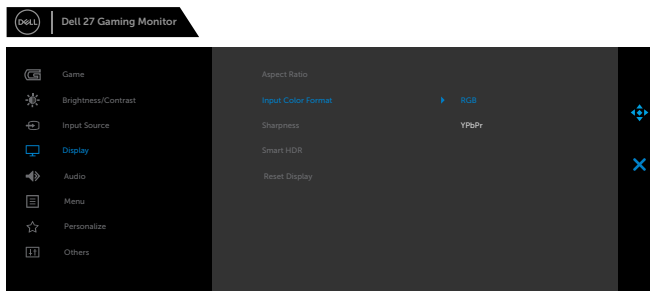 DELL
Dell 27 Gaming Monitor
Game
Aspect Ratio
Brightness/Contrast
Input Color Format
RGB
Input Source
Sharpness
YPbPr
Display
Smart HDR
Audio
Reset Display
Menu
Personalize
Others